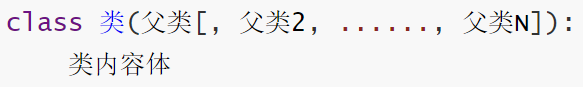 class 类(父类[, 父类2, ......, 父类N]):
    类内容体